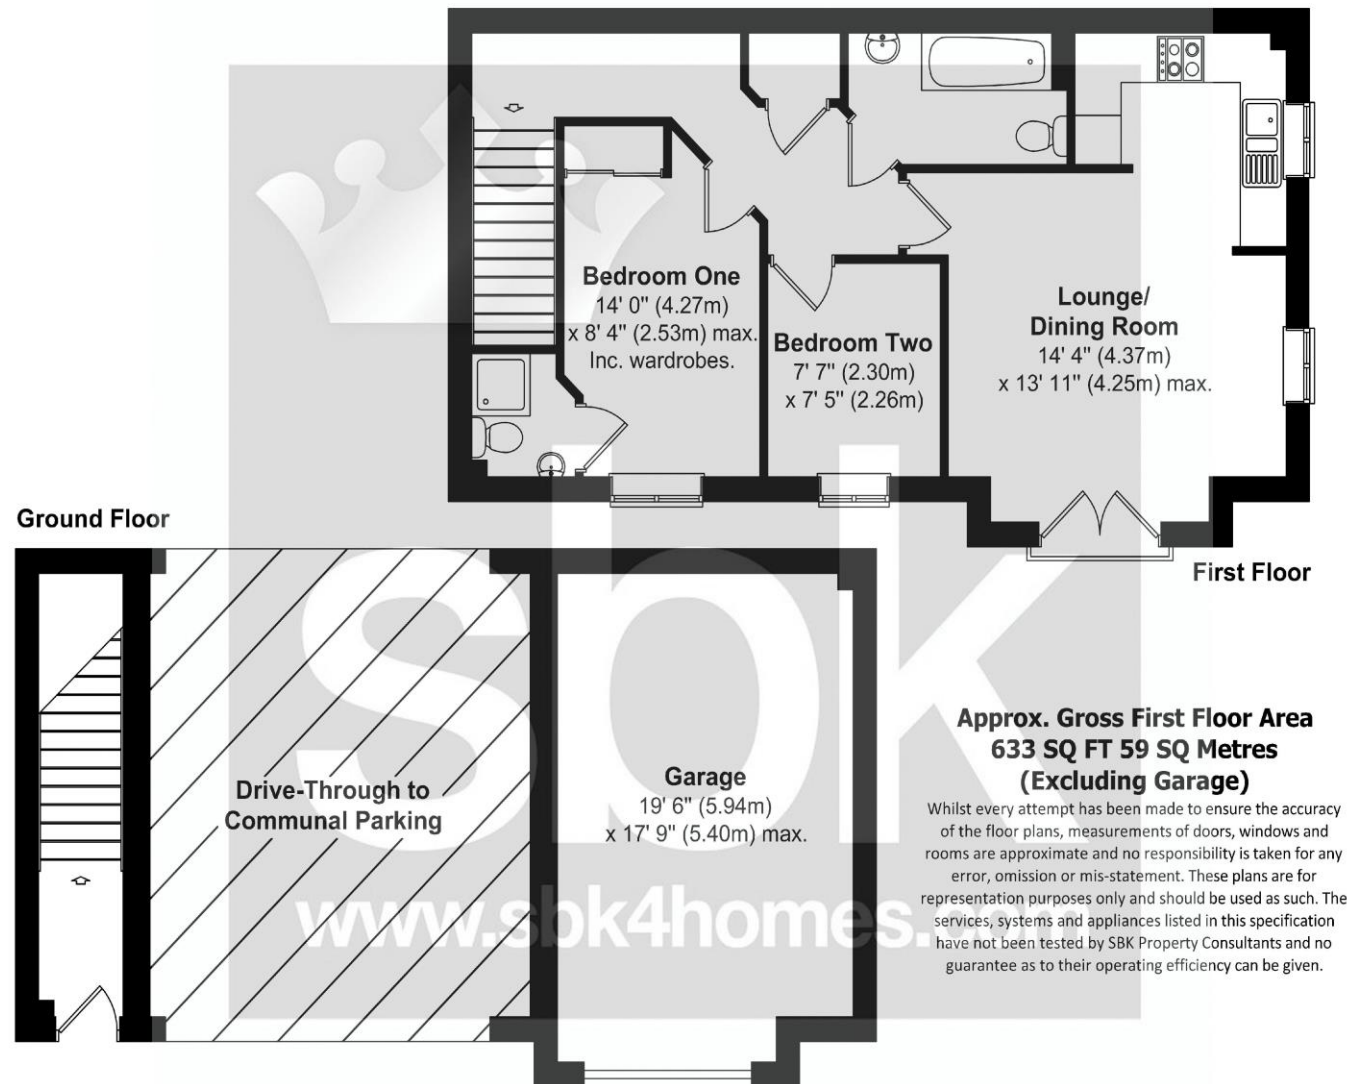 Bedroom One
14' 0" (4.27m)
x 8' 4" (2.53m) max.
Inc. wardrobes.
Bedroom Two
7' 7" (2.30m)
x 7' 5" (2.26m)
Lounge/
Dining Room
14' 4" (4.37m)
x 13' 11" (4.25m) max.
Ground Floor
First Floor
Drive-Through to
Communal Parking
Garage
19' 6" (5.94m)
x 17' 9" (5.40m) max.
sbk
www.sbk4homes.com
Approx. Gross First Floor Area
633 SQ FT 59 SQ Metres
(Excluding Garage)
Whilst every attempt has been made to ensure the accuracy
of the floor plans, measurements of doors, windows and
rooms are approximate and no responsibility is taken for any
error, omission or mis-statement. These plans are for
representation purposes only and should be used as such. The
services, systems and appliances listed in this specification
have not been tested by SBK Property Consultants and no
guarantee as to their operating efficiency can be given.